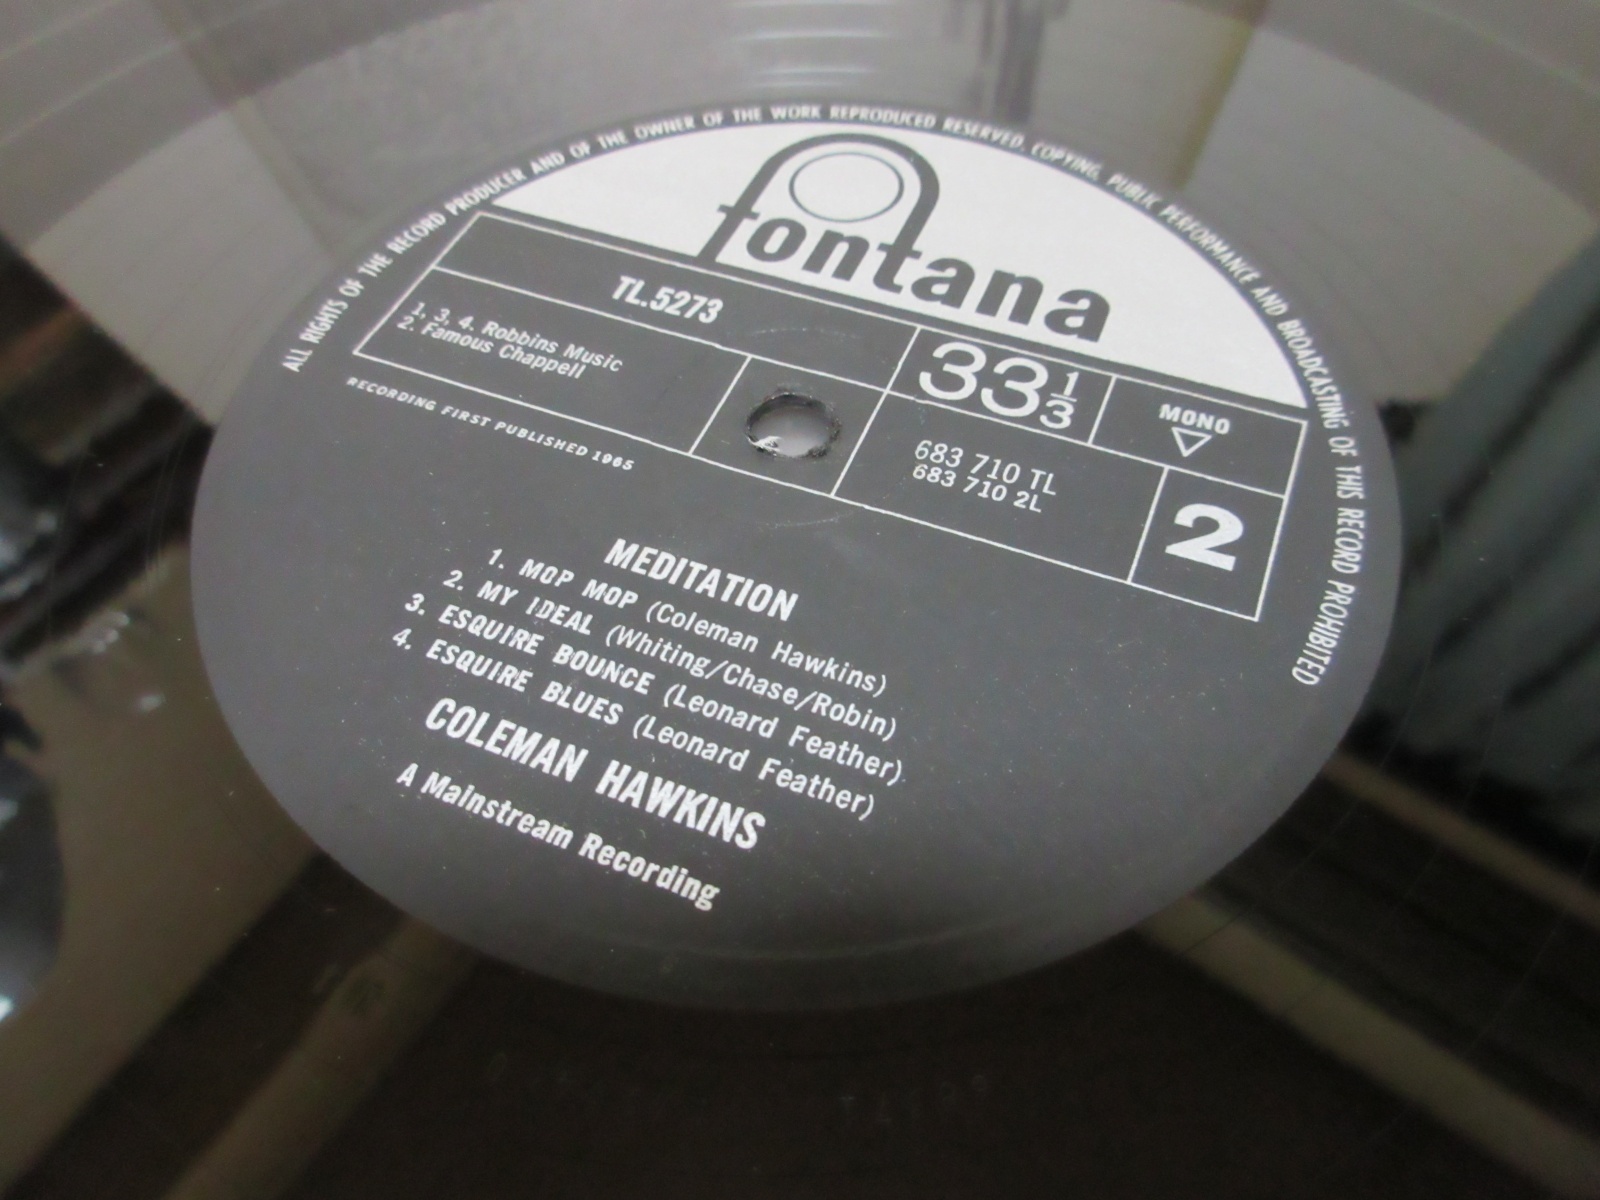 ALL RIGHTS OF THE RECORD PRODUCER AND OF THE OWNER OF THE WORK REPRODUCED RESERVED. COPYING, PUBLIC PERFORMANCE AND BROADCASTING OF THIS RECORD PROHIBITED
fontana
TL.5273
33⅓
MONO
1, 3, 4. Robbins Music
2. Famous Chappell
683 710 TL
683 710 2L
2
RECORDING FIRST PUBLISHED 1965
MEDITATION
1. MOP MOP (Coleman Hawkins)
2. MY IDEAL (Whiting/Chase/Robin)
3. ESQUIRE BOUNCE (Leonard Feather)
4. ESQUIRE BLUES (Leonard Feather)
COLEMAN HAWKINS
A Mainstream Recording